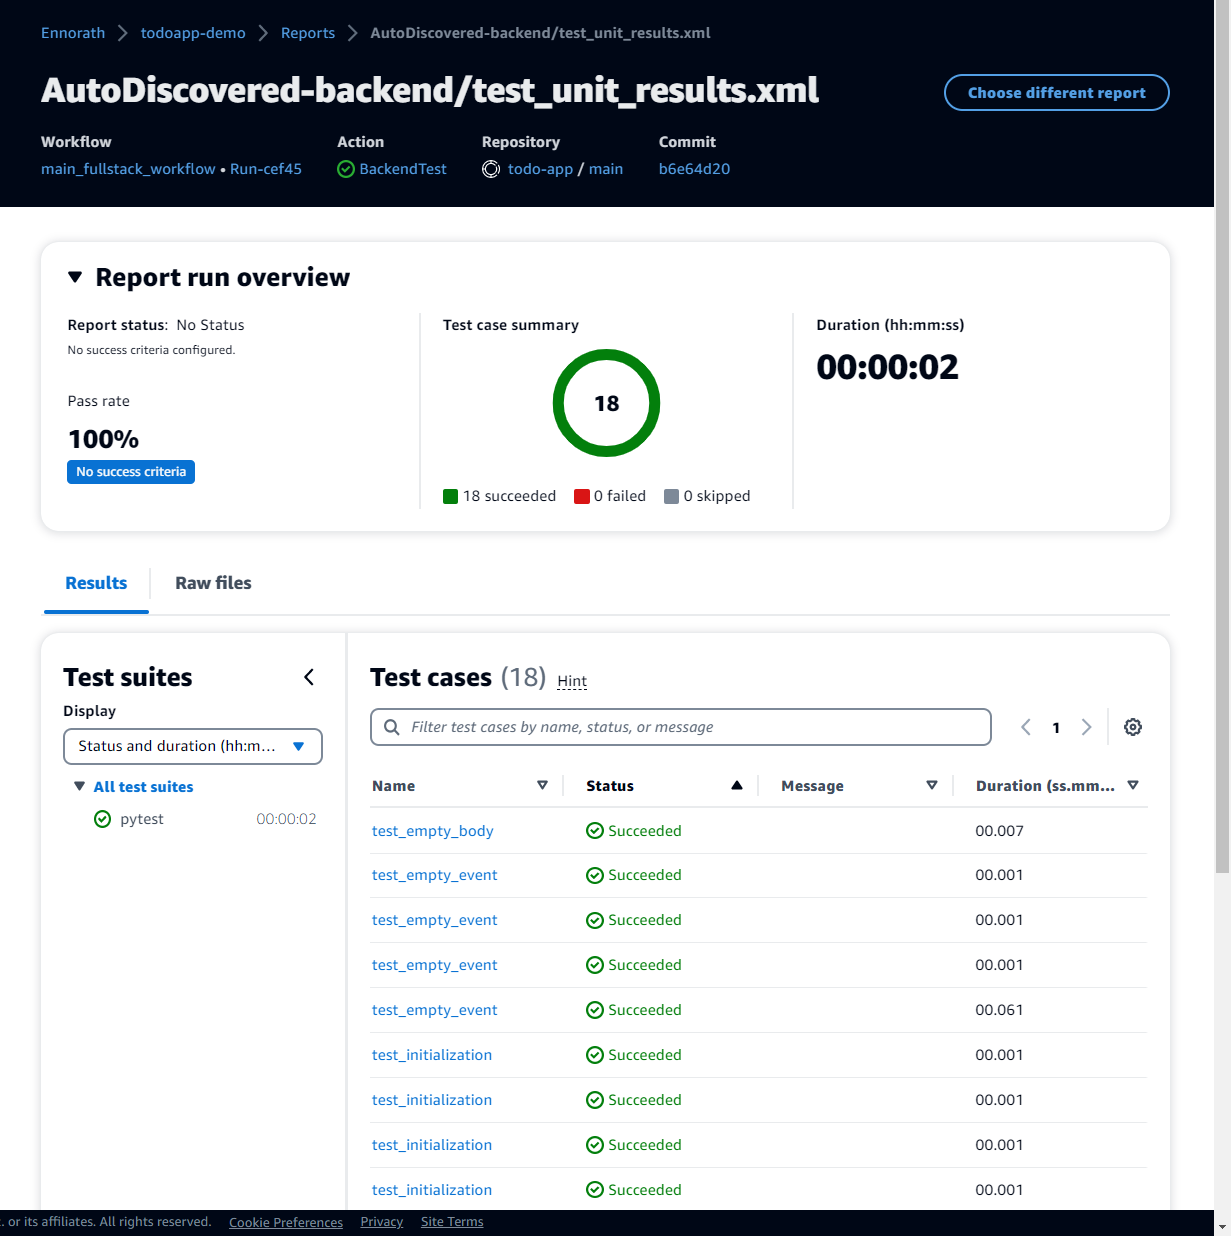 Ennorath > todoapp-demo > Reports > AutoDiscovered-backend/test_unit_results.xml
AutoDiscovered-backend/test_unit_results.xml
Choose different report
Workflow Action Repository Commit
main_fullstack_workflow • Run-cef45 BackendTest todo-app / main b6e64d20
Report run overview
Report status: No Status
No success criteria configured.
Pass rate
100%
No success criteria
Test case summary
18
18 succeeded 0 failed 0 skipped
Duration (hh:mm:ss)
00:00:02
Results Raw files
Test suites
Display
Status and duration (hh:m...
All test suites
pytest 00:00:02
Test cases (18) Hint
Filter test cases by name, status, or message
1
Name Status Message Duration (ss.mm...
test_empty_body Succeeded 00.007
test_empty_event Succeeded 00.001
test_empty_event Succeeded 00.001
test_empty_event Succeeded 00.001
test_empty_event Succeeded 00.061
test_initialization Succeeded 00.001
test_initialization Succeeded 00.001
test_initialization Succeeded 00.001
test_initialization Succeeded 00.001
. or its affiliates. All rights reserved. Cookie Preferences Privacy Site Terms